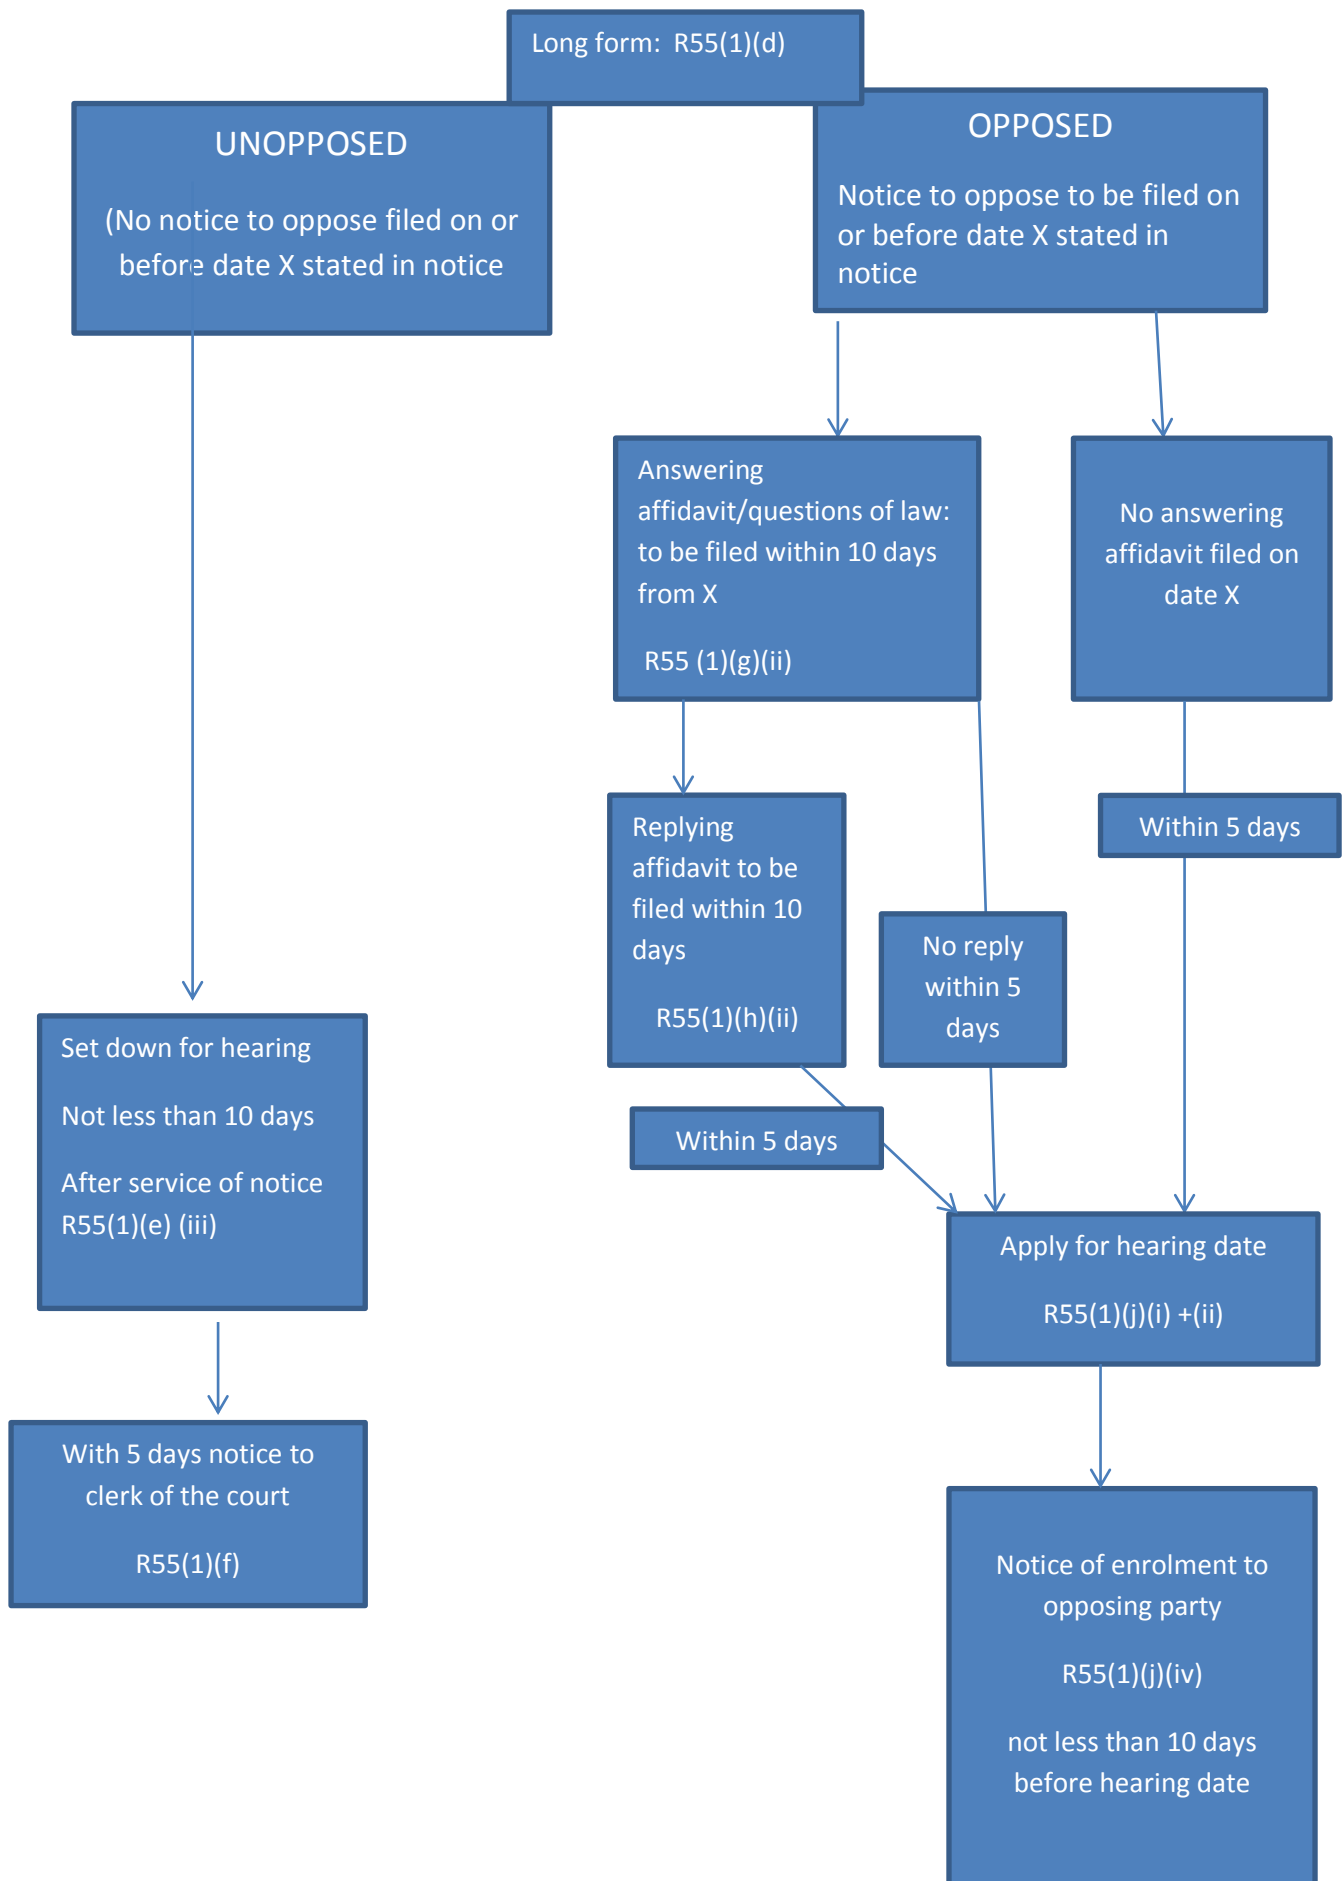 Long form:  R55(1)(d)
UNOPPOSED
(No notice to oppose filed on or
before date X stated in notice
OPPOSED
Notice to oppose to be filed on
or before date X stated in
notice
Answering
affidavit/questions of law:
to be filed within 10 days
from X
R55 (1)(g)(ii)
No answering
affidavit filed on
date X
Replying
affidavit to be
filed within 10
days
R55(1)(h)(ii)
Within 5 days
No reply
within 5
days
Within 5 days
Set down for hearing
Not less than 10 days
After service of notice
R55(1)(e) (iii)
Apply for hearing date
R55(1)(j)(i) +(ii)
With 5 days notice to
clerk of the court
R55(1)(f)
Notice of enrolment to
opposing party
R55(1)(j)(iv)
not less than 10 days
before hearing date